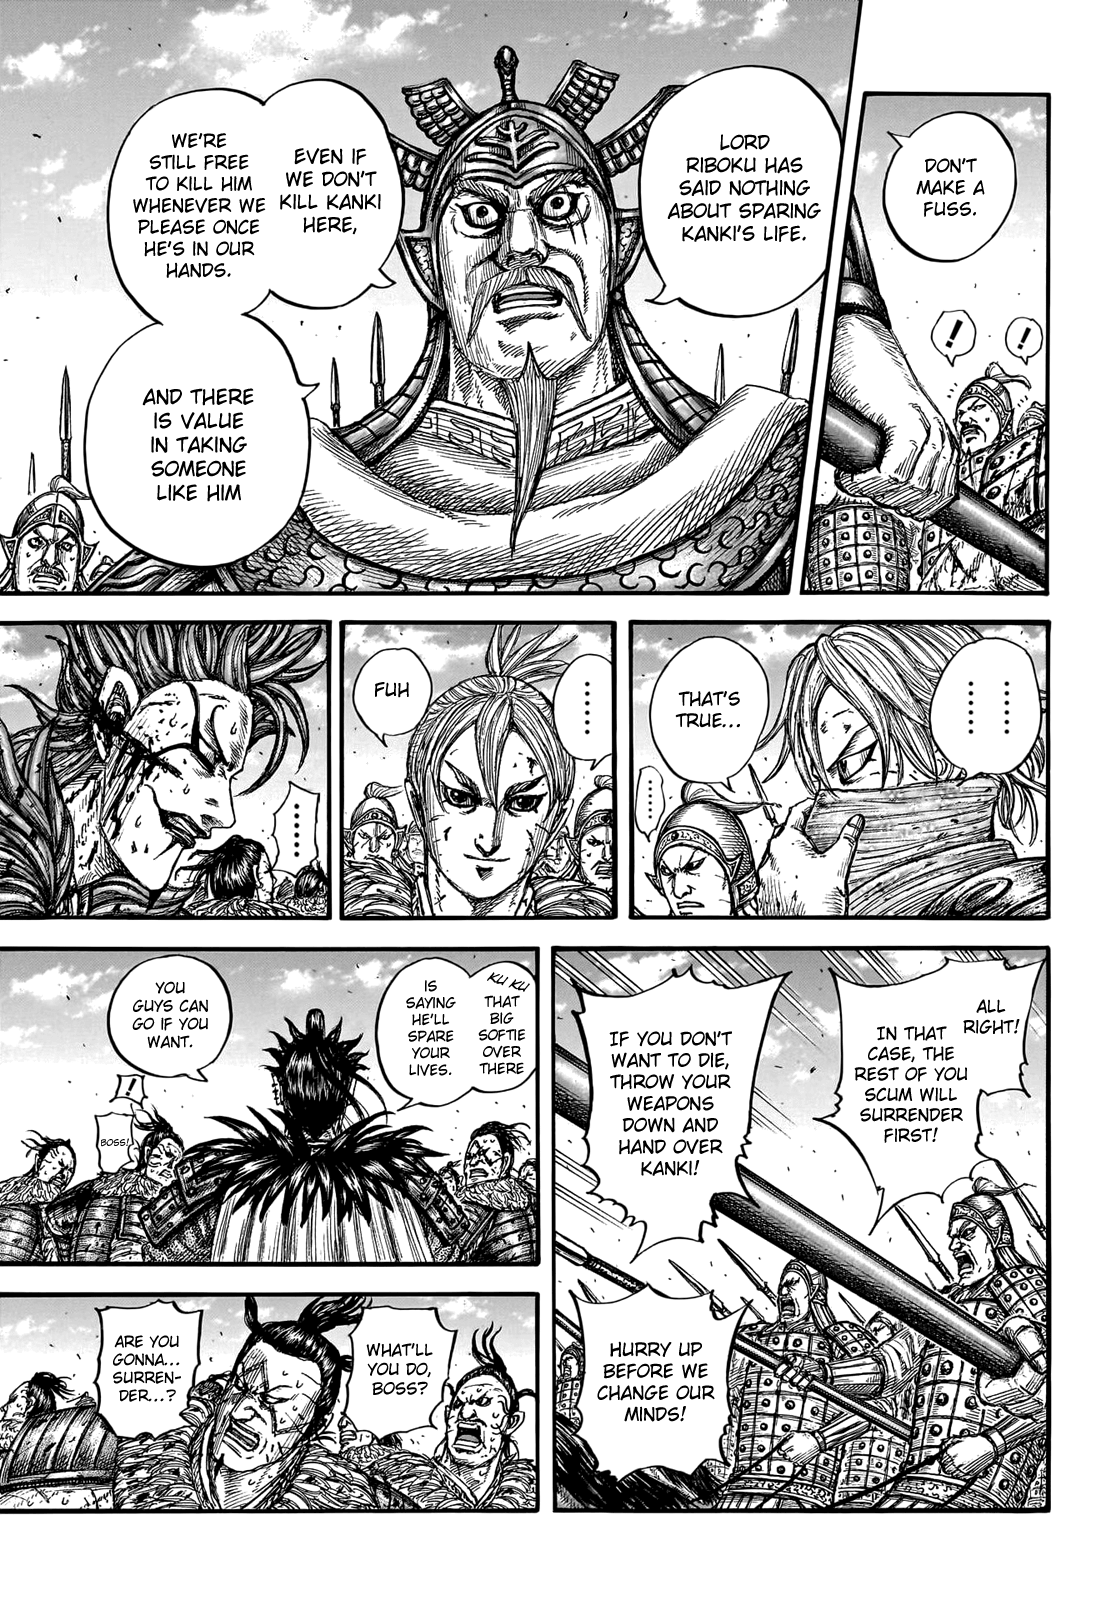 DON'T
MAKE A
FUSS.
!
!
LORD
RIBOKU HAS
SAID NOTHING
ABOUT SPARING
KANKI'S LIFE.
EVEN IF
WE DON'T
KILL KANKI
HERE,
WE'RE
STILL FREE
TO KILL HIM
WHENEVER WE
PLEASE ONCE
HE'S IN OUR
HANDS.
AND THERE
IS VALUE
IN TAKING
SOMEONE
LIKE HIM
......
THAT'S
TRUE...
......
......
FUH
......
ALL
RIGHT!
IN THAT
CASE, THE
REST OF YOU
SCUM WILL
SURRENDER
FIRST!
IF YOU DON'T
WANT TO DIE,
THROW YOUR
WEAPONS
DOWN AND
HAND OVER
KANKI!
HURRY UP
BEFORE WE
CHANGE OUR
MINDS!
KU KU
THAT
BIG
SOFTIE
OVER
THERE
IS
SAYING
HE'LL
SPARE
YOUR
LIVES.
YOU
GUYS CAN
GO IF YOU
WANT.
!
BOSS!
WHAT'LL
YOU DO,
BOSS?
ARE YOU
GONNA...
SURREN-
DER...?